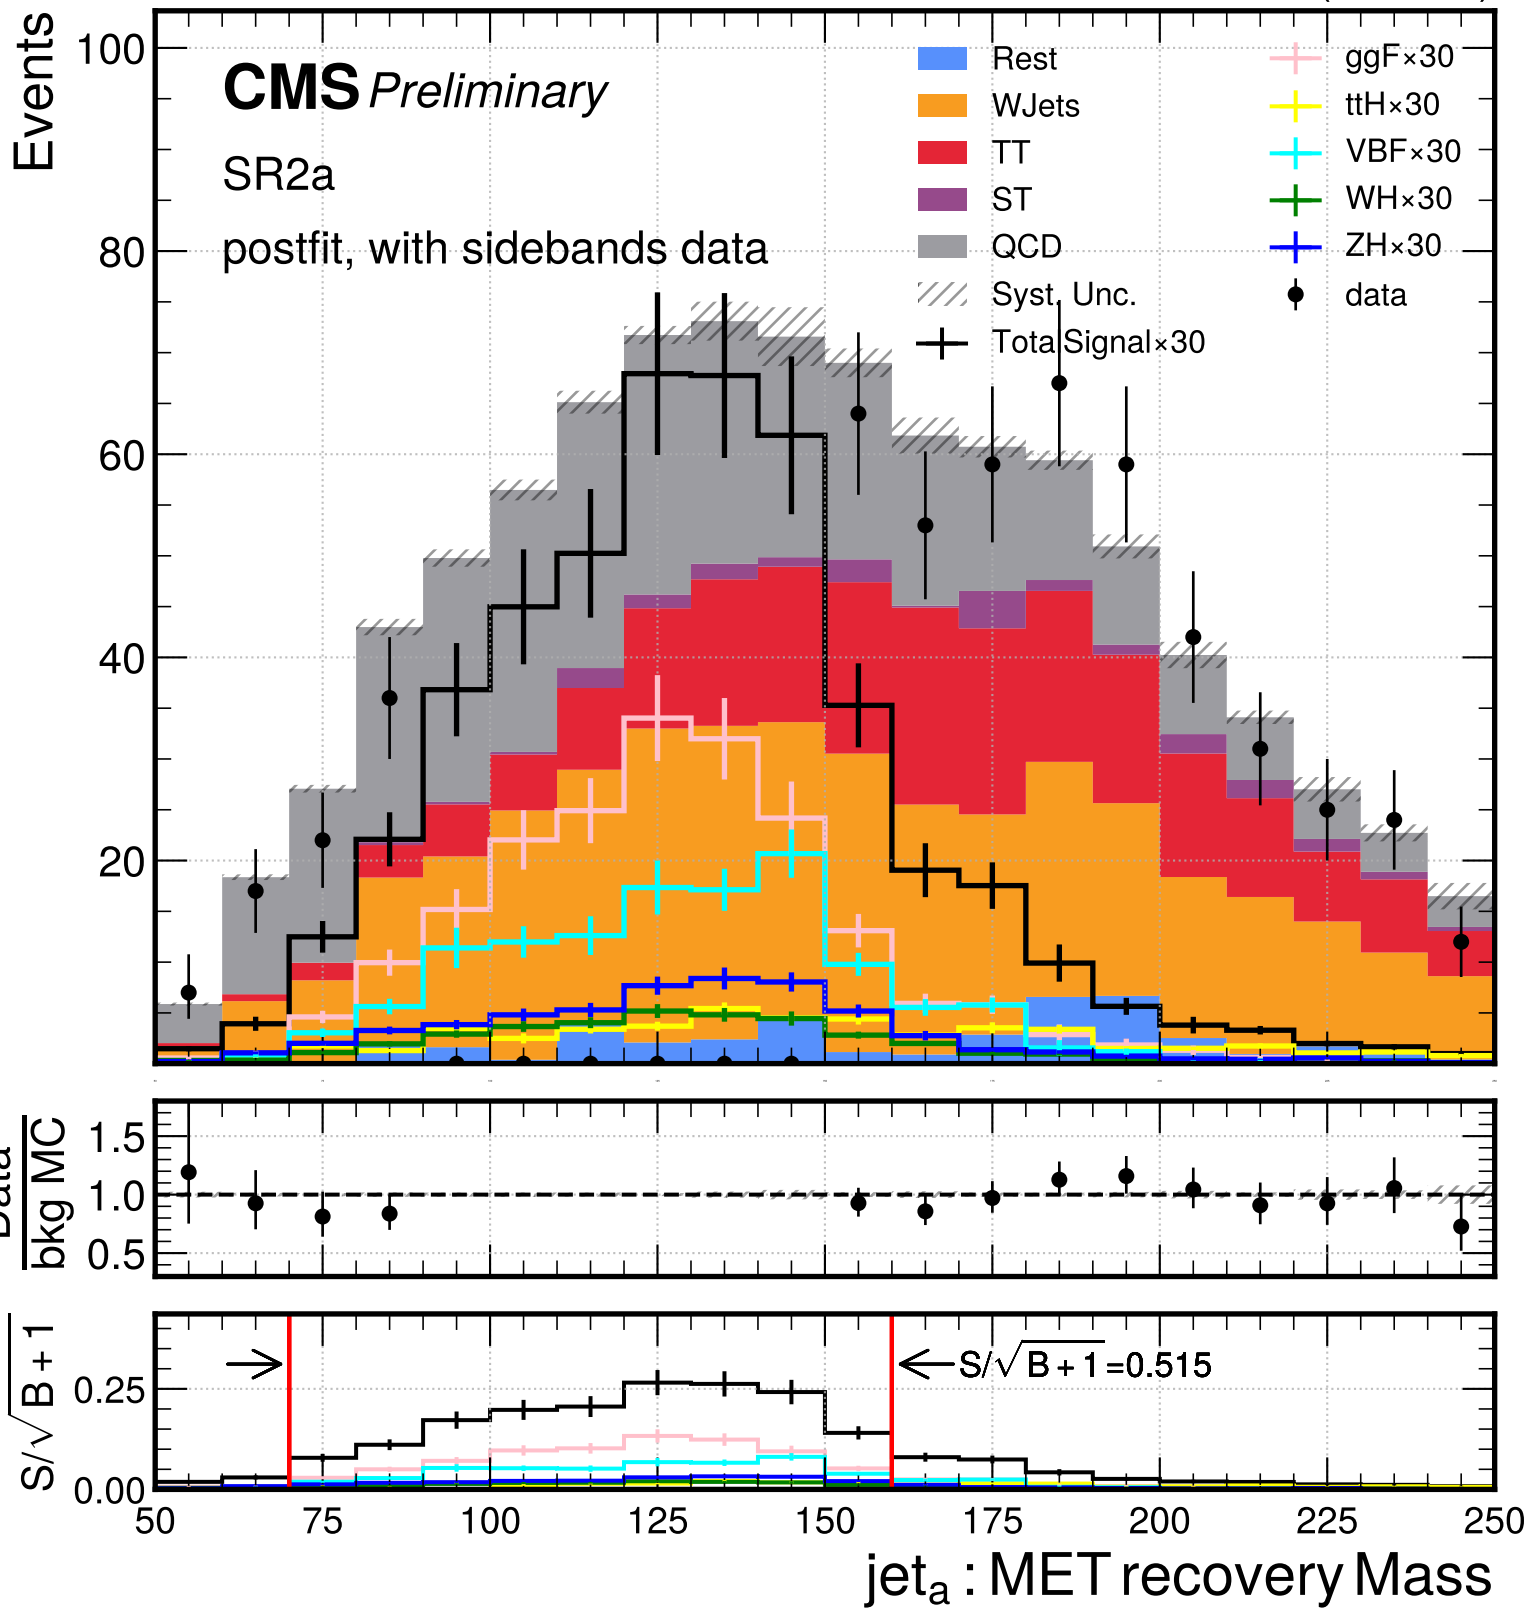 Events
100
80
60
40
20
CMS Preliminary
SR2a
postfit, with sidebands data
Rest
WJets
TT
ST
QCD
Syst. Unc.
Total Signal×30
ggF×30
ttH×30
VBF×30
WH×30
ZH×30
data
Data
bkg MC
1.5
1.0
0.5
S/√B + 1
0.25
0.00
S/√B + 1=0.515
50 75 100 125 150 175 200 225 250
jetₐ : MET recovery Mass